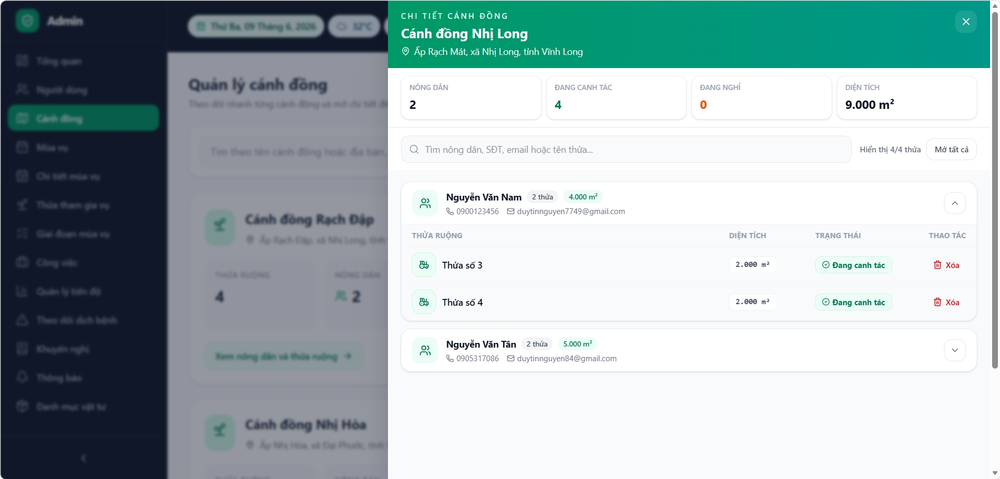 Admin
Tổng quan
Người dùng
Cánh đồng
Mùa vụ
Chi tiết mùa vụ
Thửa tham gia vụ
Giai đoạn mùa vụ
Công việc
Quản lý tiến độ
Theo dõi dịch bệnh
Khuyến nghị
Thông báo
Danh mục vật tư
Thứ Ba, 09 Tháng 6, 2026
32°C
Quản lý cánh đồng
Theo dõi nhanh từng cánh đồng và mở chi tiết
Tìm theo tên cánh đồng hoặc địa bàn...
Cánh đồng Rạch Đập
Ấp Rạch Đập, xã Nhị Long, tỉnh
THỬA RUỘNG
NÔNG DÂN
4
2
Xem nông dân và thửa ruộng →
Cánh đồng Nhị Hòa
Ấp Nhị Hòa, xã Đại Phước, tỉnh
CHI TIẾT CÁNH ĐỒNG
Cánh đồng Nhị Long
Ấp Rạch Mát, xã Nhị Long, tỉnh Vĩnh Long
NÔNG DÂN
2
ĐANG CANH TÁC
4
ĐANG NGHỈ
0
DIỆN TÍCH
9.000 m²
Tìm nông dân, SĐT, email hoặc tên thửa...
Hiển thị 4/4 thửa
Mở tất cả
Nguyễn Văn Nam 2 thửa 4.000 m²
0900123456 duytinnguyen7749@gmail.com
THỬA RUỘNG DIỆN TÍCH TRẠNG THÁI THAO TÁC
Thửa số 3 2.000 m² Đang canh tác Xóa
Thửa số 4 2.000 m² Đang canh tác Xóa
Nguyễn Văn Tân 2 thửa 5.000 m²
0905317086 duytinnguyen84@gmail.com